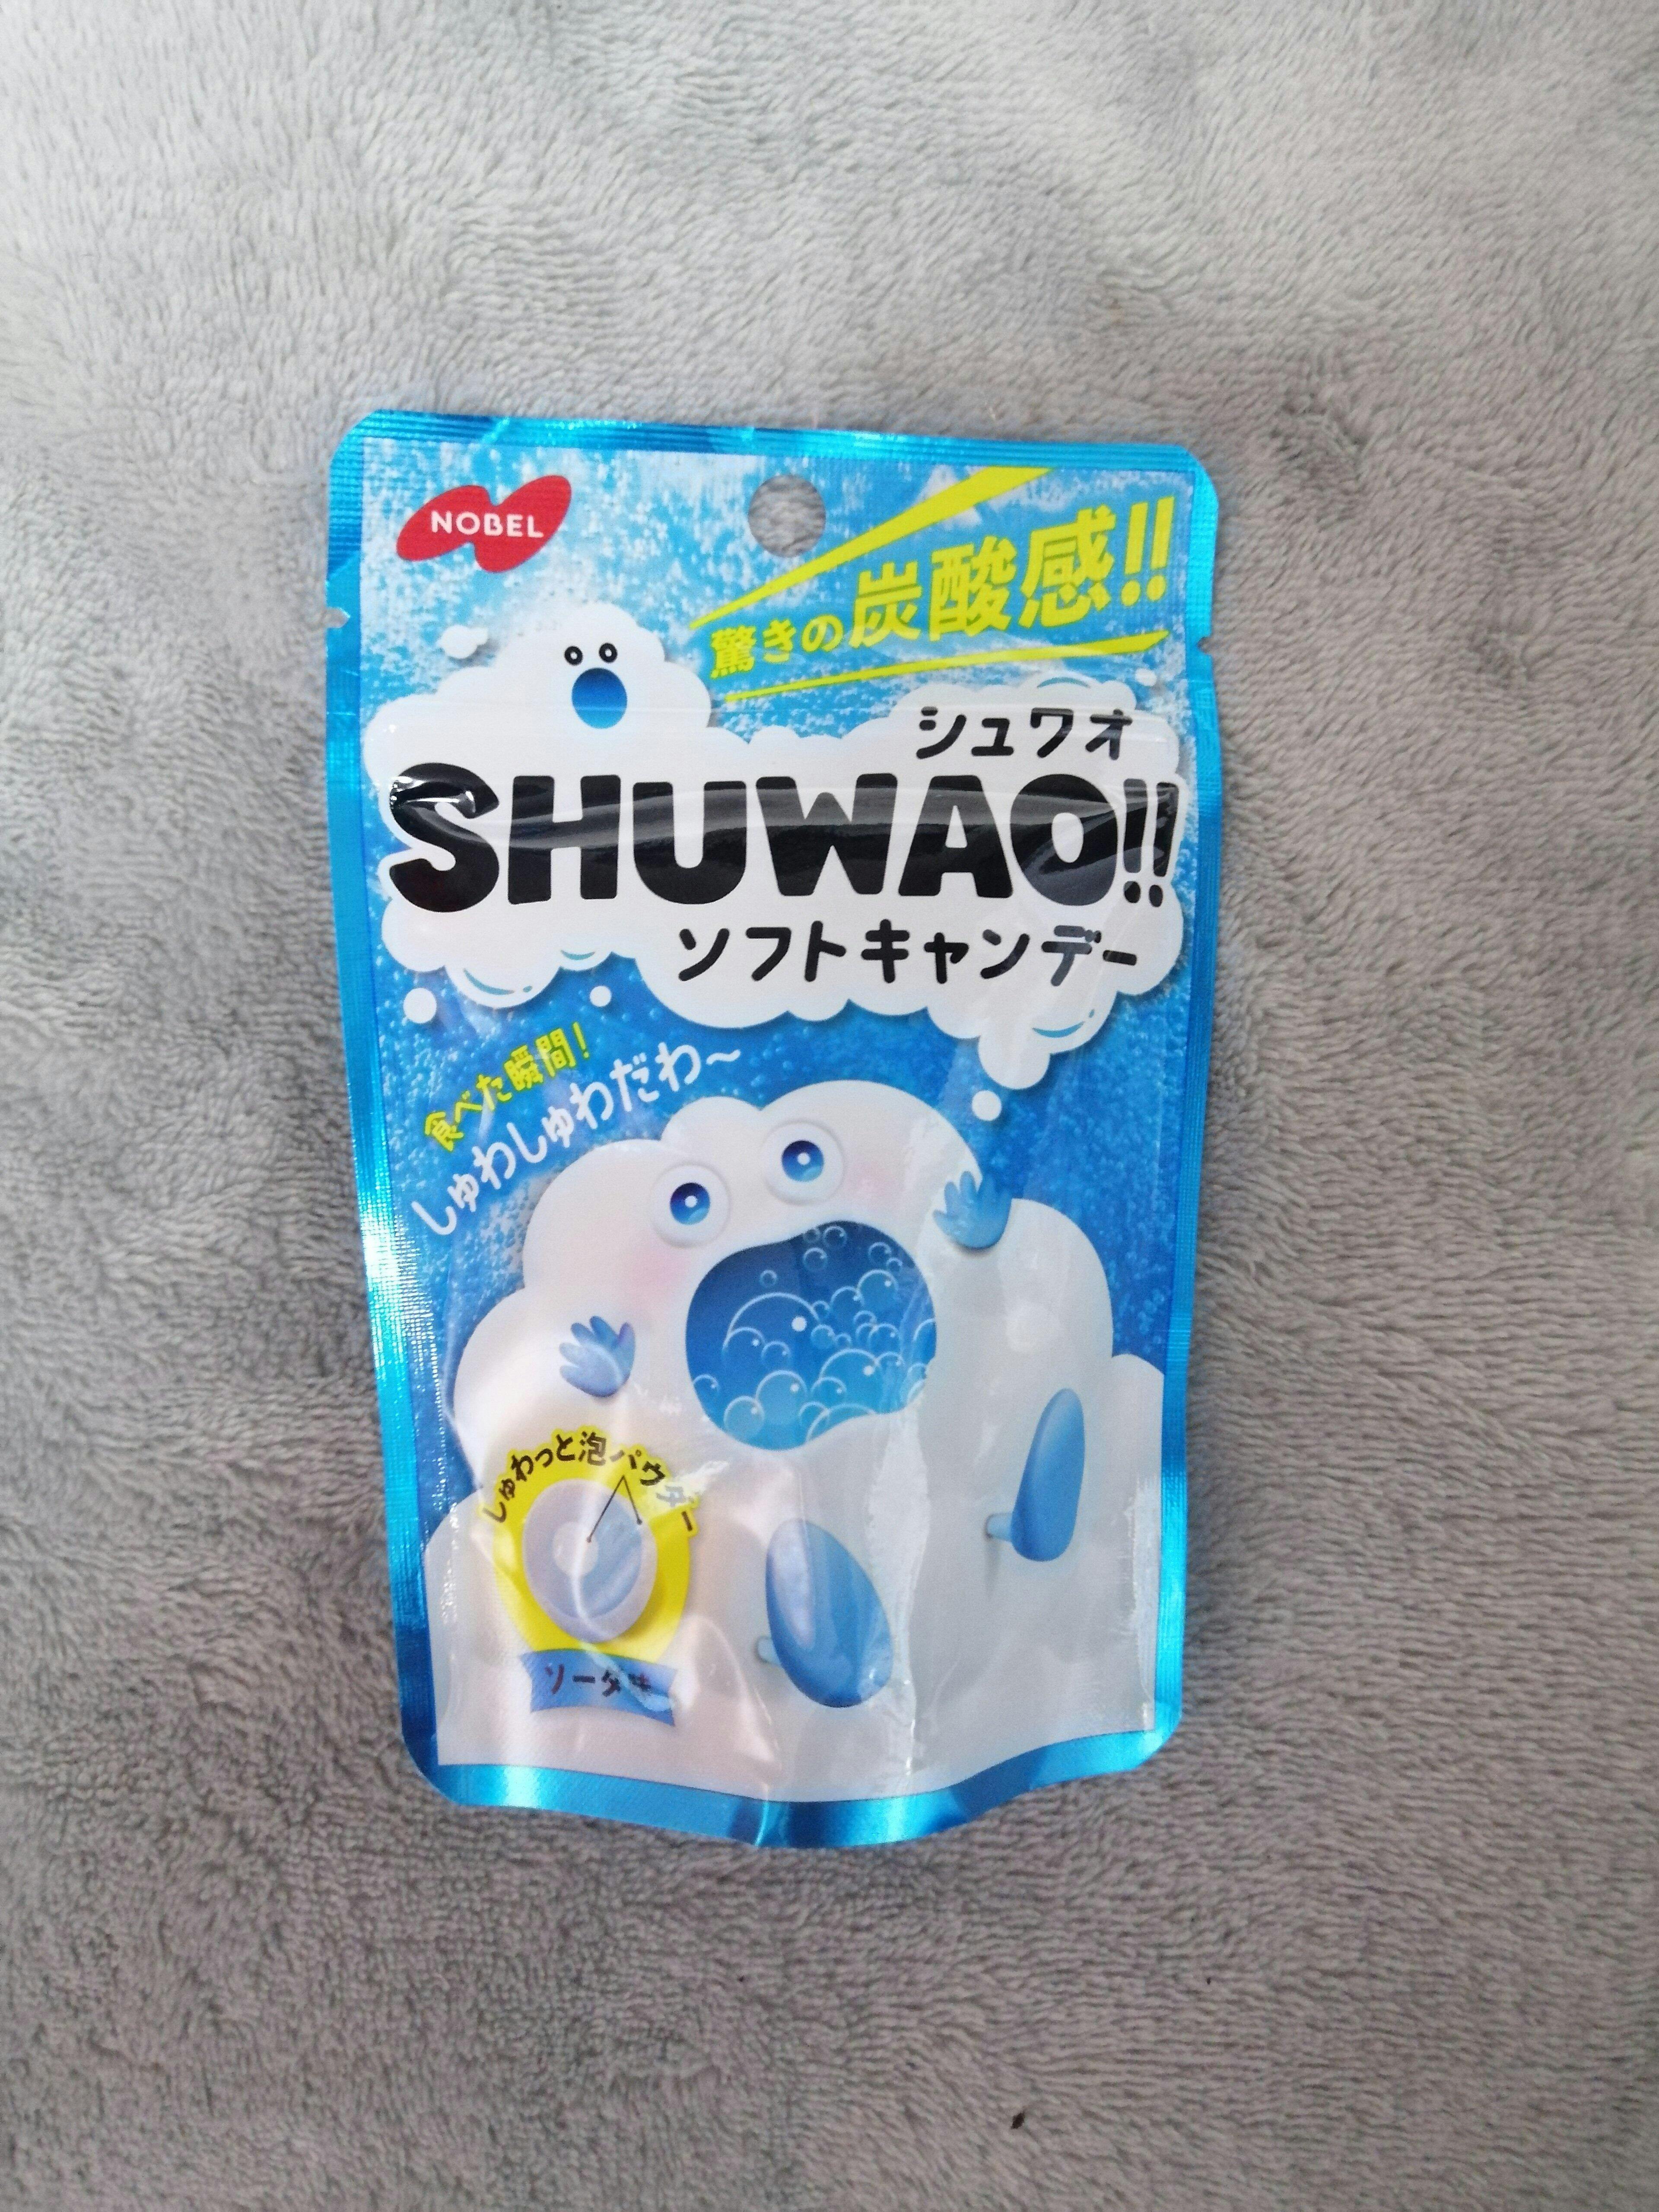 NOBEL
驚きの炭酸感!!
シュワオ
SHUWAO!!
ソフトキャンデー
食べた瞬間!
しゅわしゅわだわ〜
しゅわっと泡パウダー
ソーダ味